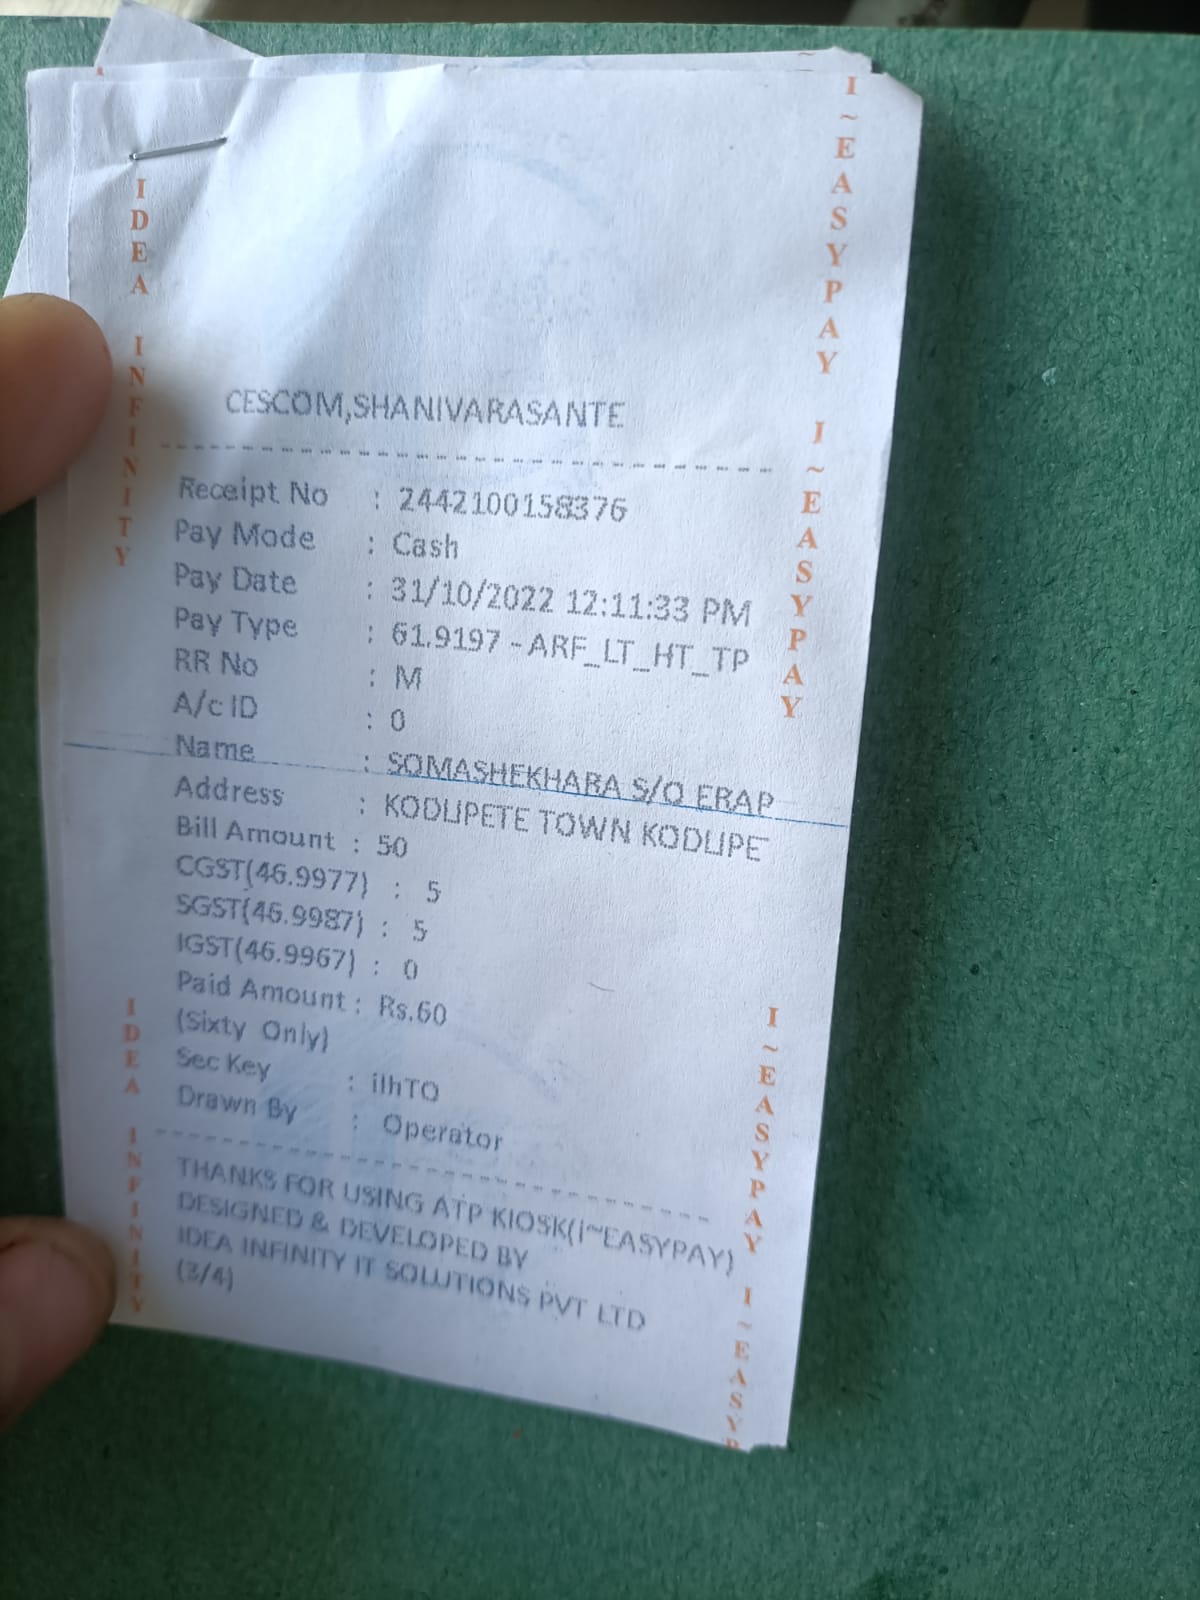 IDEA INFINITY
I~EASYPAY I~EASYPAY
CESCOM,SHANIVARASANTE
Receipt No : 2442100158376
Pay Mode : Cash
Pay Date : 31/10/2022 12:11:33 PM
Pay Type : 61.9197 - ARF_LT_HT_TP
RR No : M
A/c ID : 0
Name : SOMASHEKHARA S/O ERAP
Address : KODLIPETE TOWN KODLIPE
Bill Amount : 50
CGST(46.9977) : 5
SGST(46.9987) : 5
IGST(46.9967) : 0
Paid Amount : Rs.60
(Sixty Only)
Sec Key : iIhTO
Drawn By : Operator
THANKS FOR USING ATP KIOSK(i~EASYPAY)
DESIGNED & DEVELOPED BY
IDEA INFINITY IT SOLUTIONS PVT LTD
(3/4)
IDEA INFINITY
I~EASYPAY I~EASYP